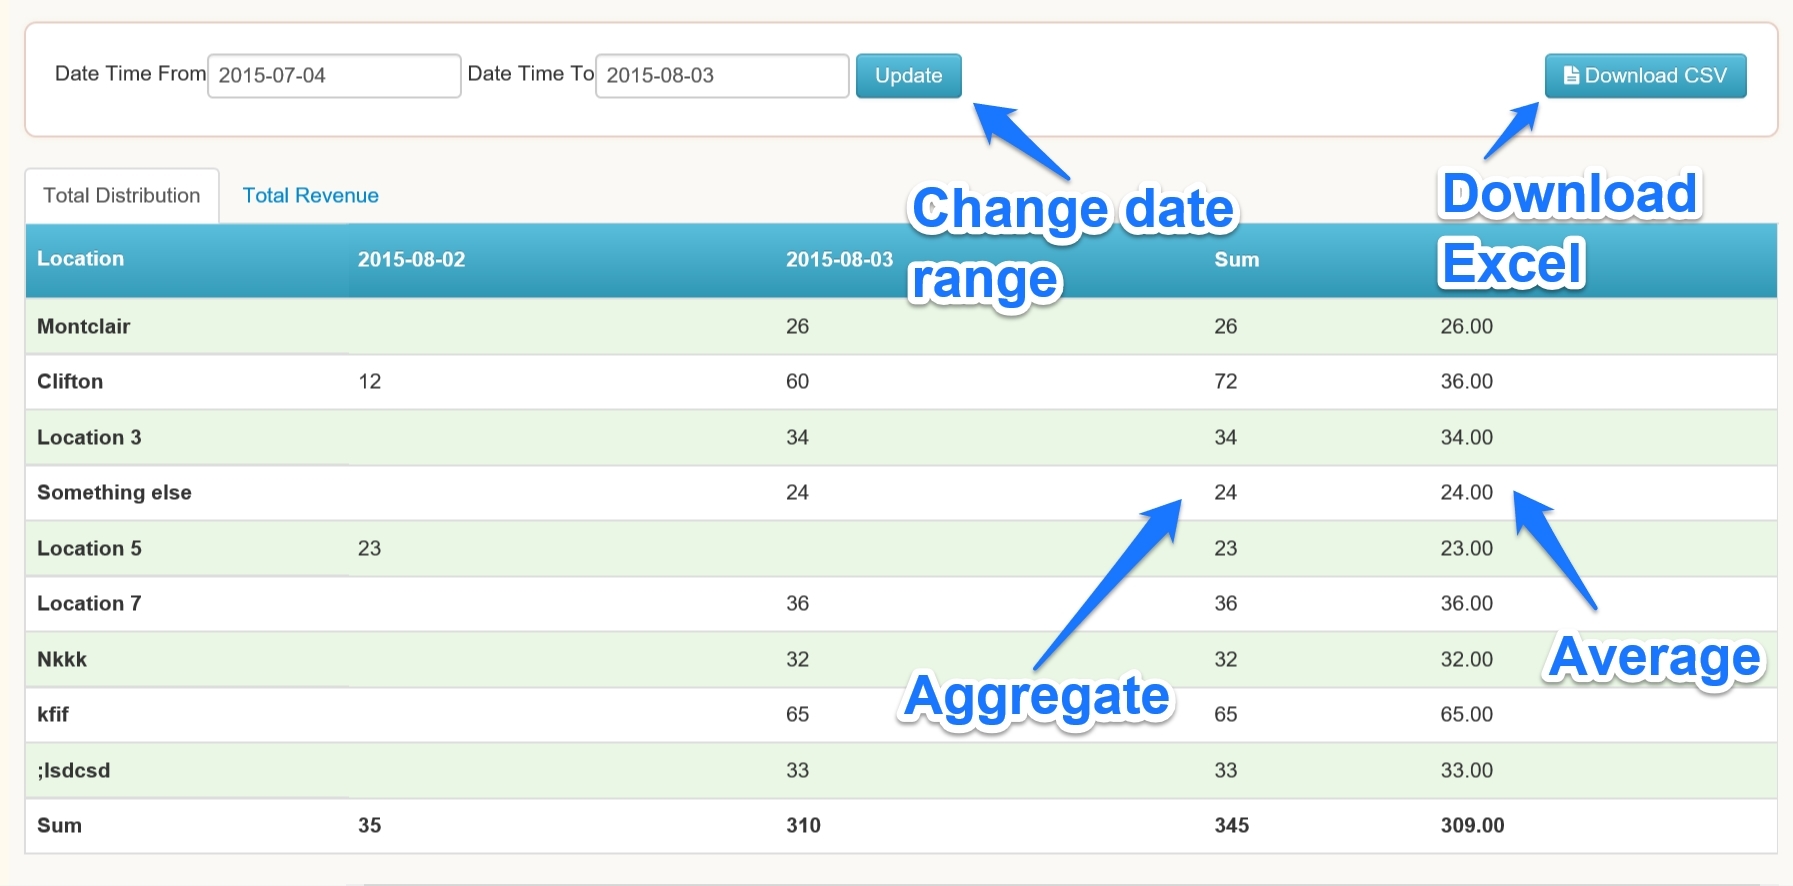 Date Time From 2015-07-04 Date Time To 2015-08-03 Update Download CSV
Total Distribution Total Revenue
Change date
range
Download
Excel
Location 2015-08-02 2015-08-03 Sum
Montclair 26 26 26.00
Clifton 12 60 72 36.00
Location 3 34 34 34.00
Something else 24 24 24.00
Location 5 23 23 23.00
Location 7 36 36 36.00
Nkkk 32 32 32.00
Aggregate
Average
kfif 65 65 65.00
;lsdcsd 33 33 33.00
Sum 35 310 345 309.00